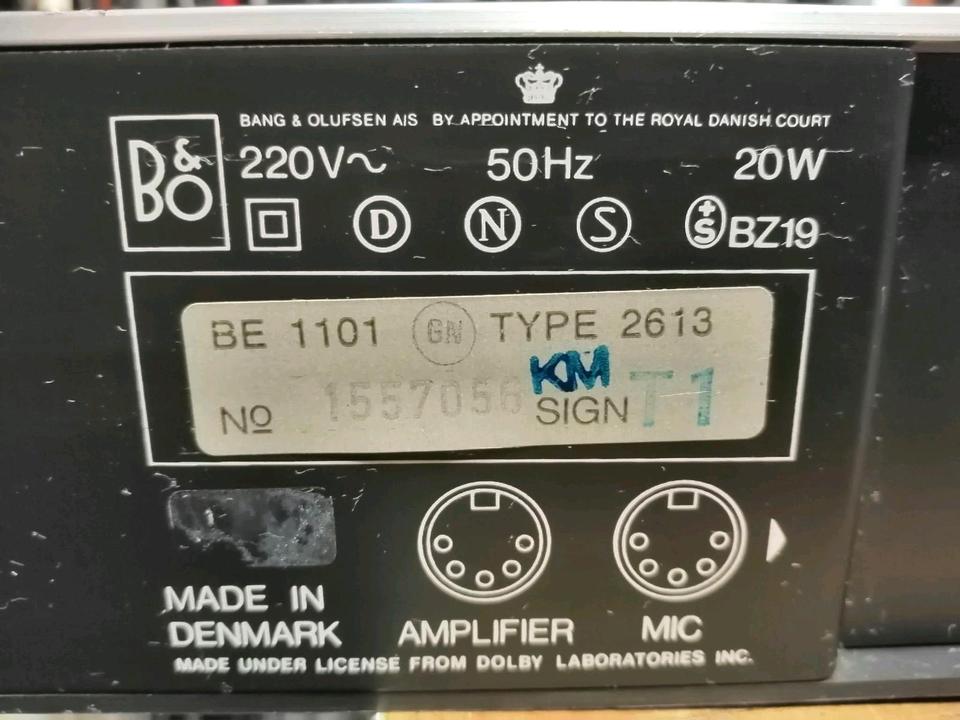 BANG & OLUFSEN A/S BY APPOINTMENT TO THE ROYAL DANISH COURT
B&O
220V~ 50Hz 20W
D N S +S BZ19
BE 1101 GN TYPE 2613
KM
No 1557056 SIGN T1
MADE IN
DENMARK
AMPLIFIER MIC
MADE UNDER LICENSE FROM DOLBY LABORATORIES INC.